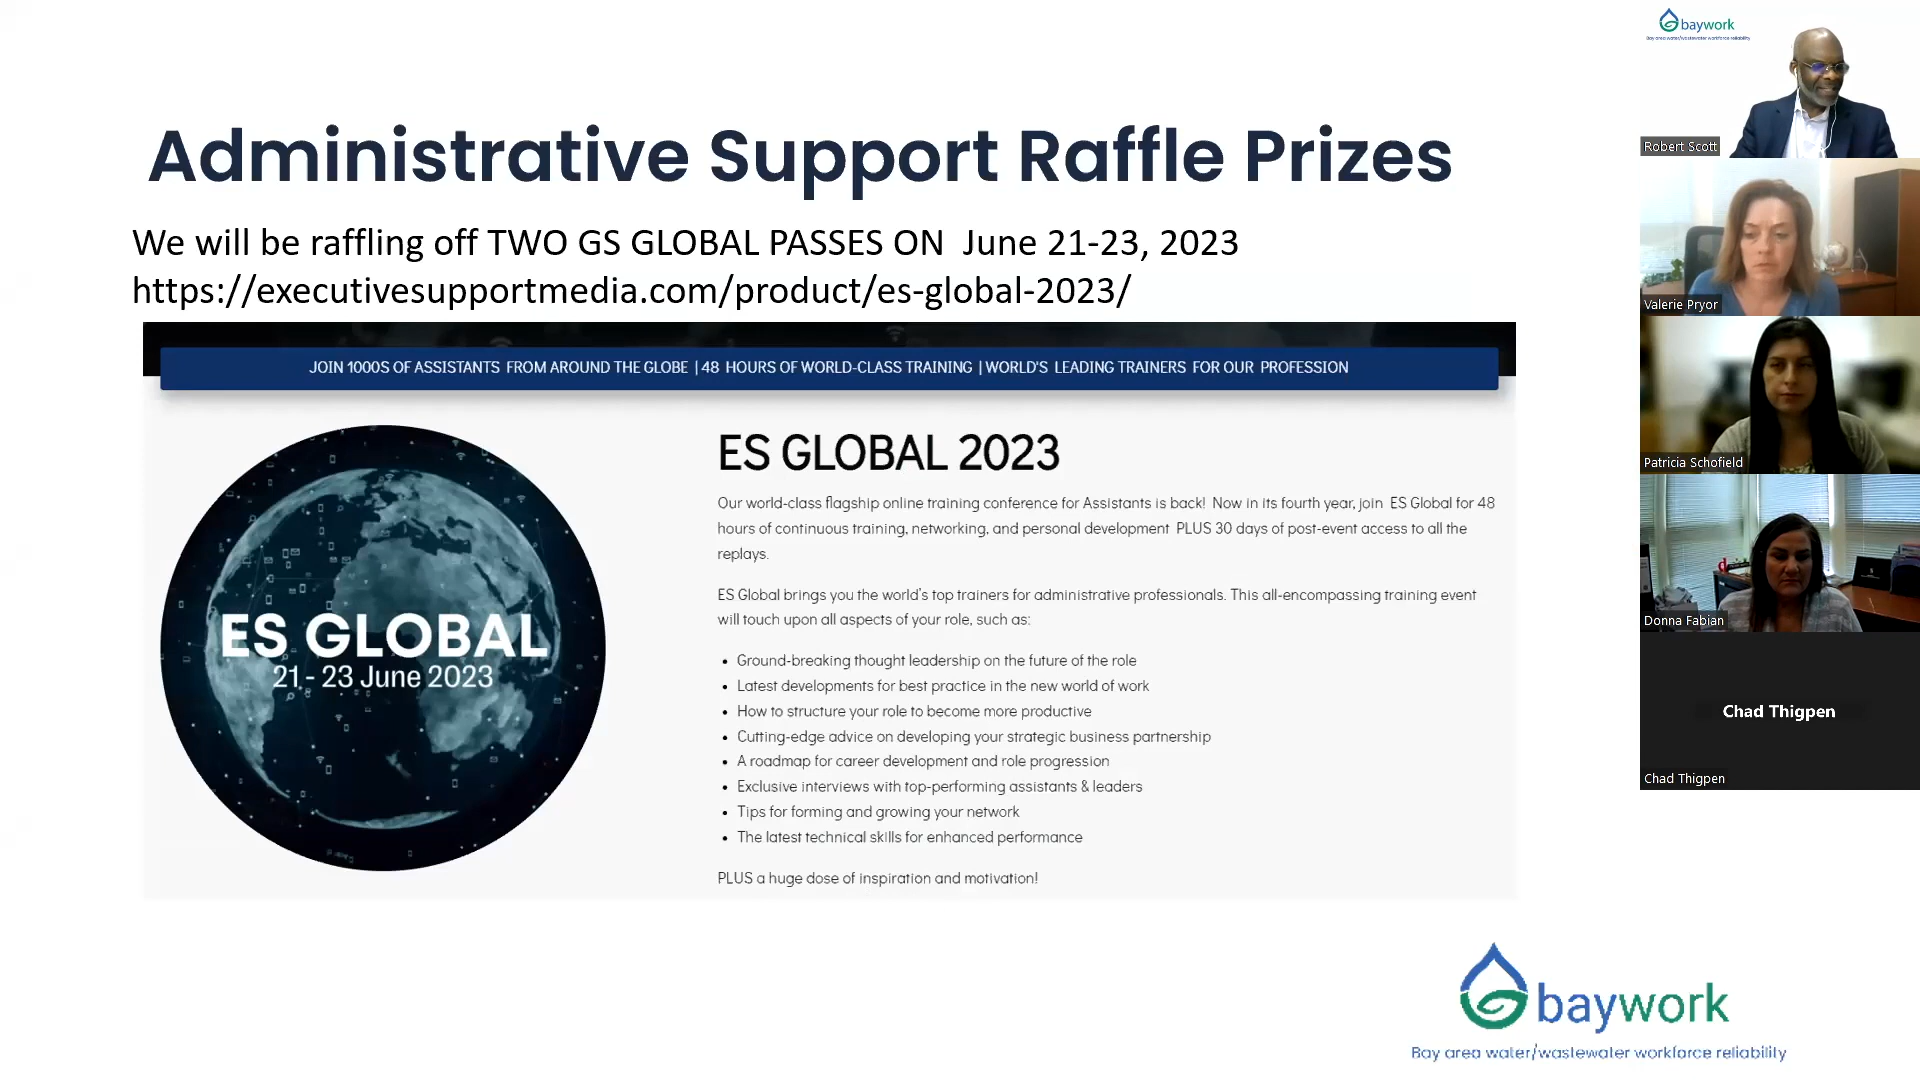 Administrative Support Raffle Prizes
We will be raffling off TWO GS GLOBAL PASSES ON  June 21-23, 2023
https://executivesupportmedia.com/product/es-global-2023/
JOIN 1000S OF ASSISTANTS FROM AROUND THE GLOBE | 48 HOURS OF WORLD-CLASS TRAINING | WORLD'S LEADING TRAINERS FOR OUR PROFESSION
ES GLOBAL
21 - 23 June 2023
ES GLOBAL 2023
Our world-class flagship online training conference for Assistants is back! Now in its fourth year, join ES Global for 48
hours of continuous training, networking, and personal development PLUS 30 days of post-event access to all the
replays.
ES Global brings you the world's top trainers for administrative professionals. This all-encompassing training event
will touch upon all aspects of your role, such as:
• Ground-breaking thought leadership on the future of the role
• Latest developments for best practice in the new world of work
• How to structure your role to become more productive
• Cutting-edge advice on developing your strategic business partnership
• A roadmap for career development and role progression
• Exclusive interviews with top-performing assistants & leaders
• Tips for forming and growing your network
• The latest technical skills for enhanced performance
PLUS a huge dose of inspiration and motivation!
baywork
Bay area water/wastewater workforce reliability
baywork
Bay area water/wastewater workforce reliability
Robert Scott
Valerie Pryor
Patricia Schofield
Donna Fabian
Chad Thigpen
Chad Thigpen